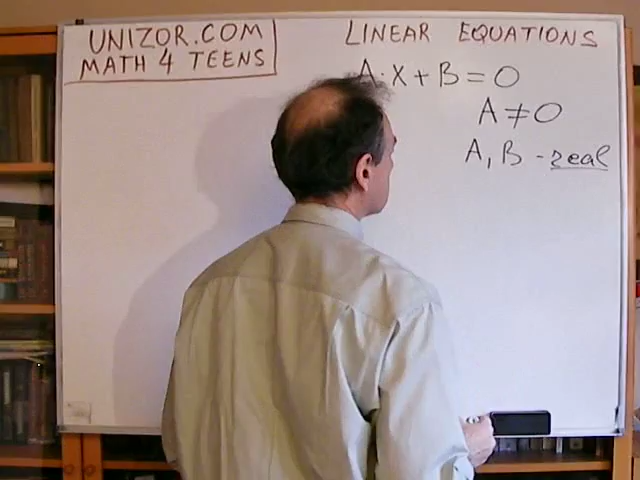 UNIZOR.COM
MATH 4 TEENS
LINEAR EQUATIONS
A·X+B=0
A≠0
A, B - real